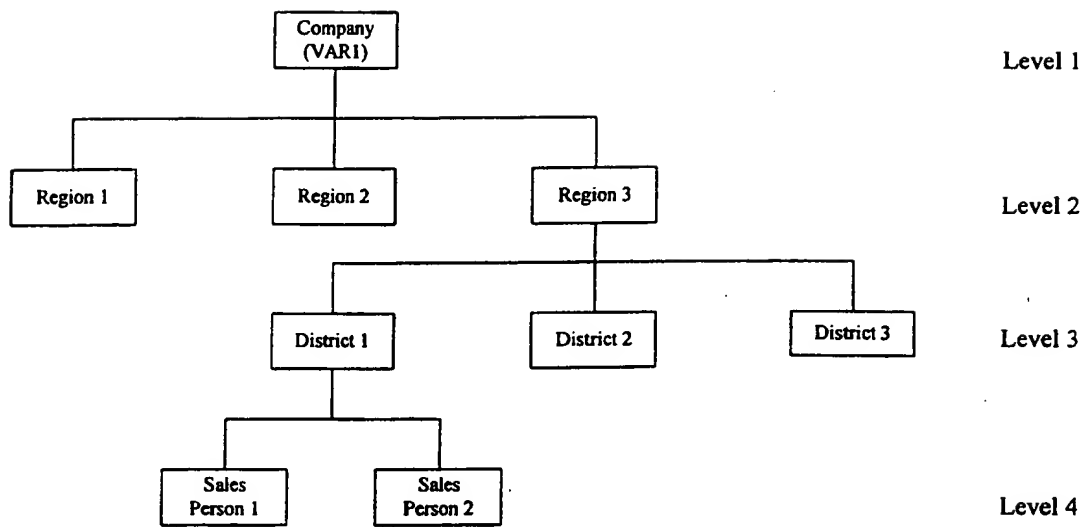 Company
(VAR1)
Level 1
Region 1
Region 2
Region 3
Level 2
District 1
District 2
District 3
Level 3
Sales
Person 1
Sales
Person 2
Level 4